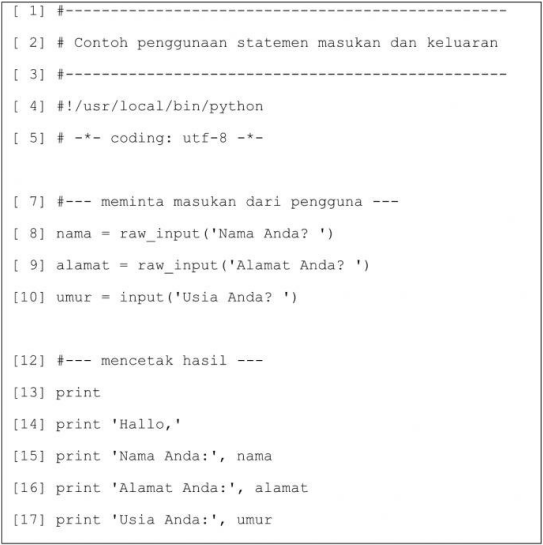 [ 1] #-------------------------------------------------
[ 2] # Contoh penggunaan statemen masukan dan keluaran
[ 3] #-------------------------------------------------
[ 4] #!/usr/local/bin/python
[ 5] # -*- coding: utf-8 -*-
[ 7] #--- meminta masukan dari pengguna ---
[ 8] nama = raw_input('Nama Anda? ')
[ 9] alamat = raw_input('Alamat Anda? ')
[10] umur = input('Usia Anda? ')
[12] #--- mencetak hasil ---
[13] print
[14] print 'Hallo,'
[15] print 'Nama Anda:', nama
[16] print 'Alamat Anda:', alamat
[17] print 'Usia Anda:', umur